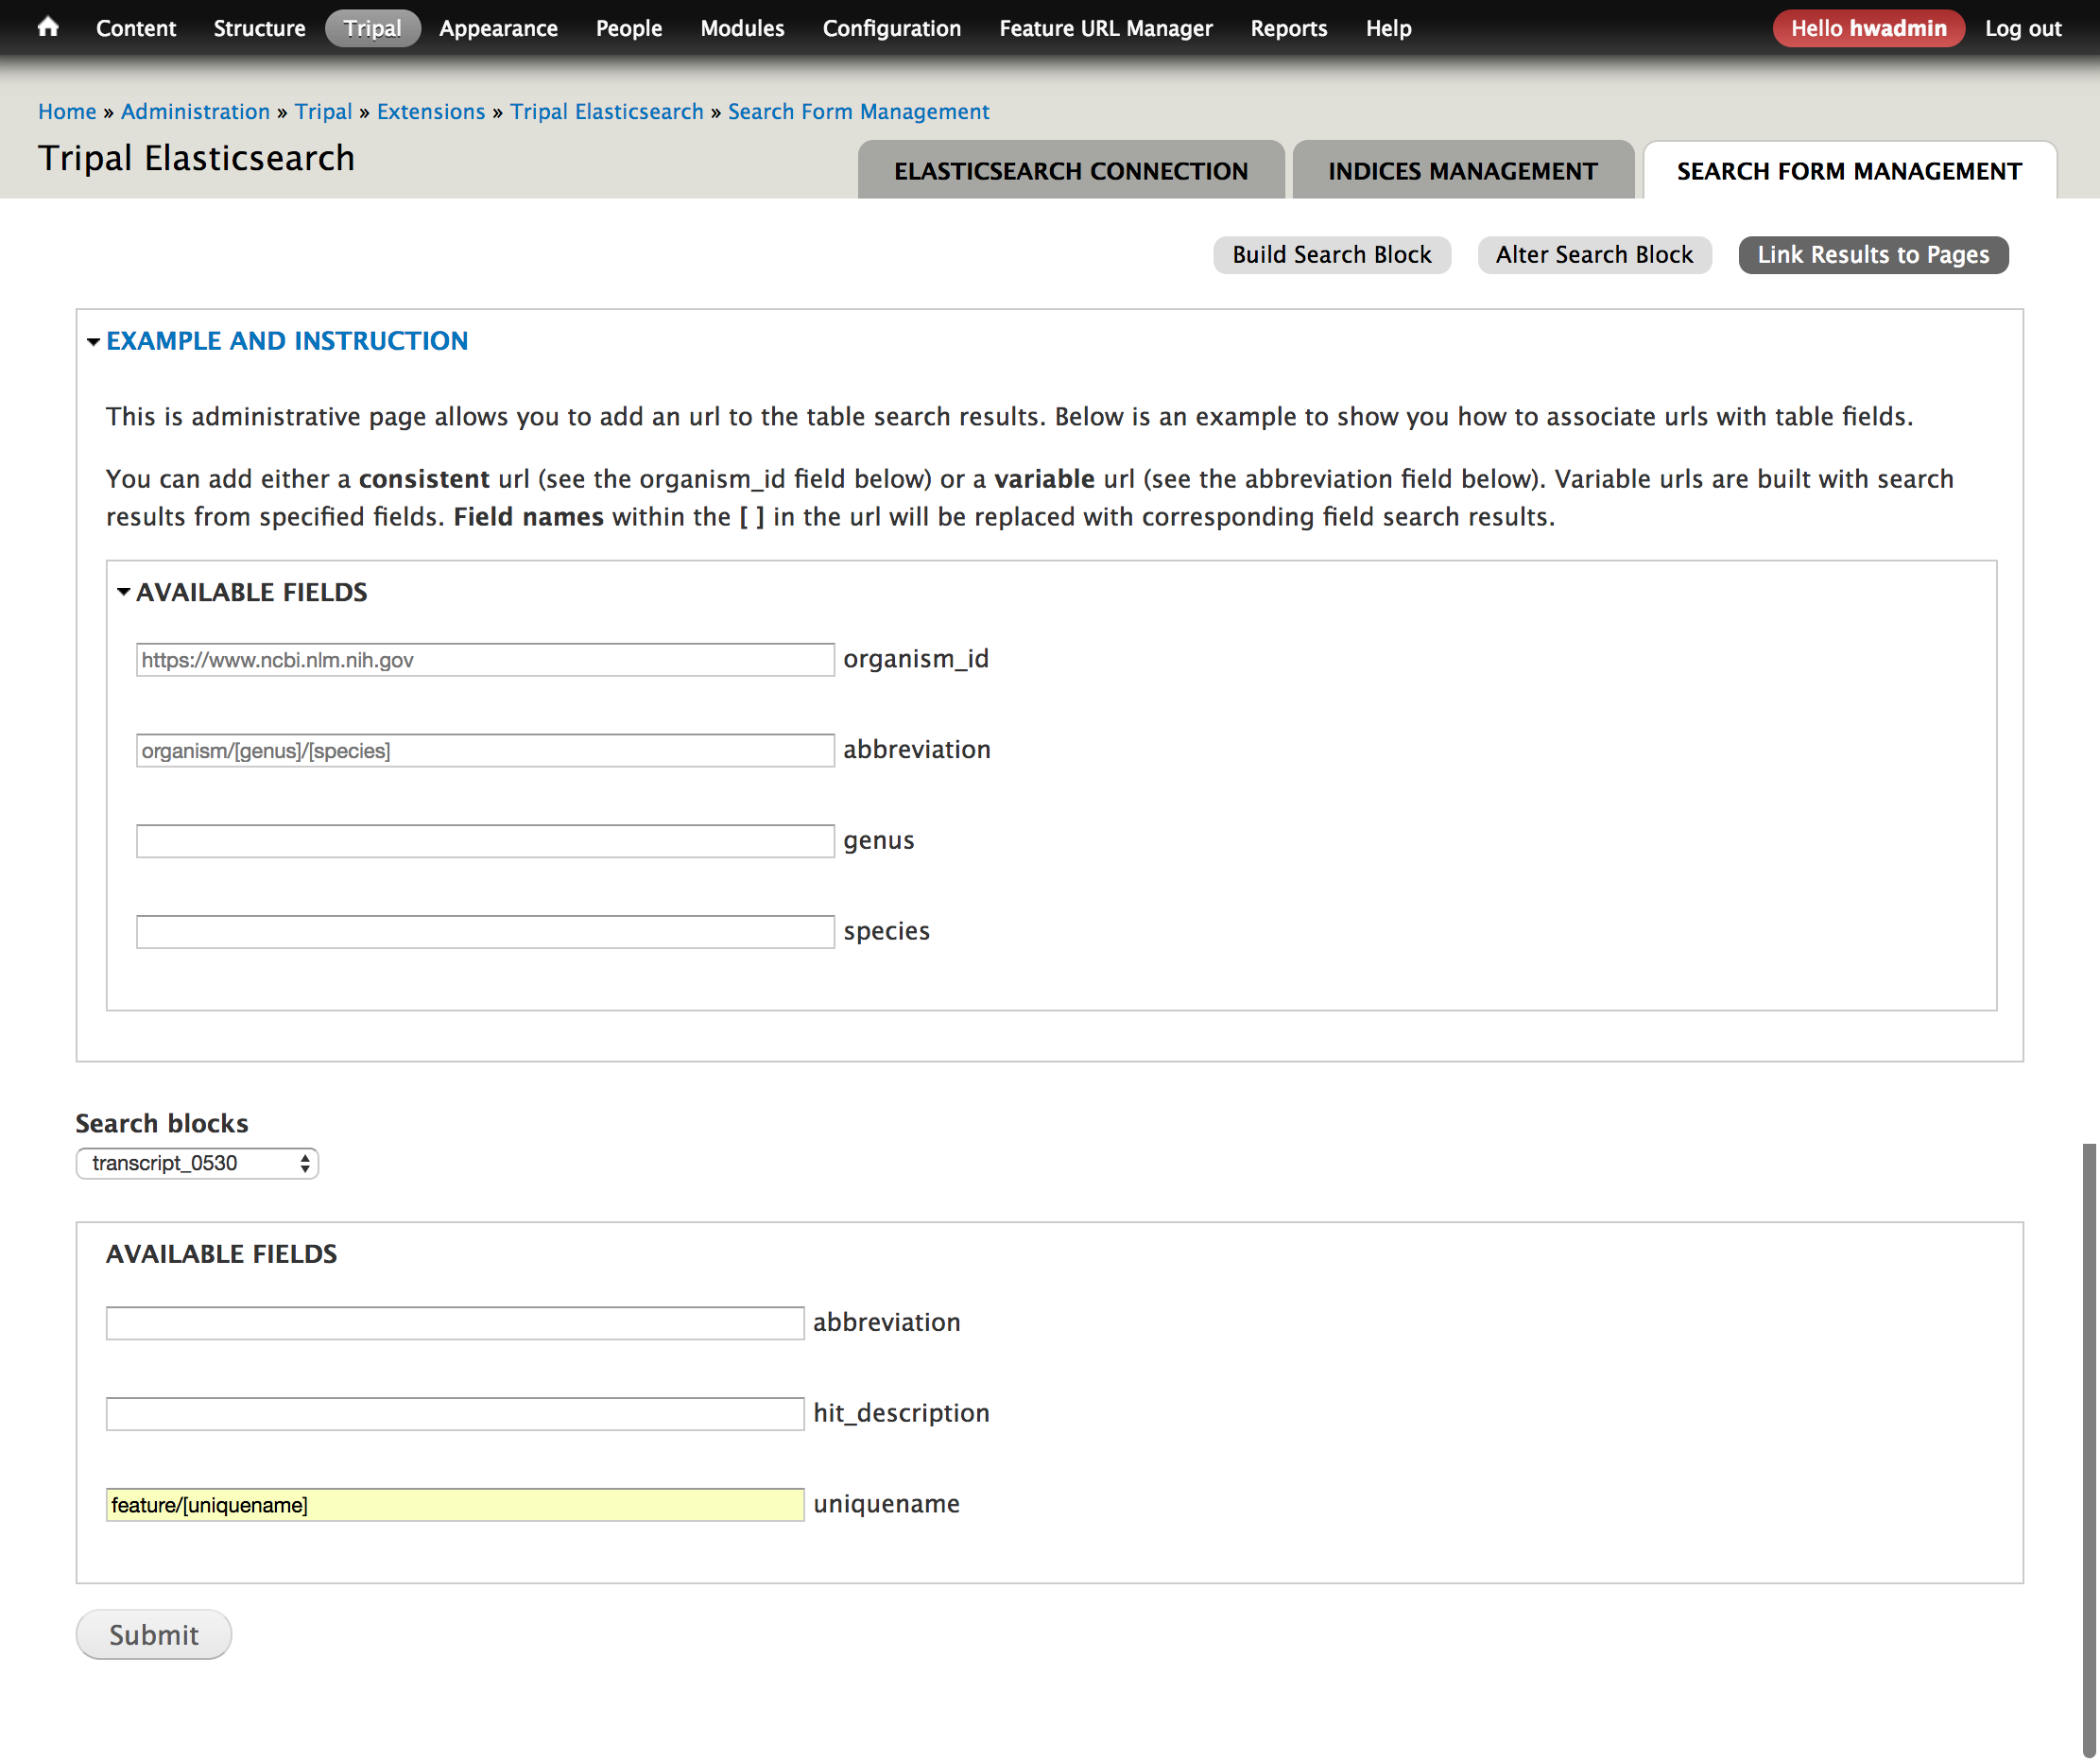 Content Structure Tripal Appearance People Modules Configuration Feature URL Manager Reports Help Hello hwadmin Log out
Home » Administration » Tripal » Extensions » Tripal Elasticsearch » Search Form Management
Tripal Elasticsearch
ELASTICSEARCH CONNECTION INDICES MANAGEMENT SEARCH FORM MANAGEMENT
Build Search Block Alter Search Block Link Results to Pages
EXAMPLE AND INSTRUCTION
This is administrative page allows you to add an url to the table search results. Below is an example to show you how to associate urls with table fields.
You can add either a consistent url (see the organism_id field below) or a variable url (see the abbreviation field below). Variable urls are built with search
results from specified fields. Field names within the [ ] in the url will be replaced with corresponding field search results.
AVAILABLE FIELDS
https://www.ncbi.nlm.nih.gov organism_id
organism/[genus]/[species] abbreviation
genus
species
Search blocks
transcript_0530
AVAILABLE FIELDS
abbreviation
hit_description
feature/[uniquename] uniquename
Submit